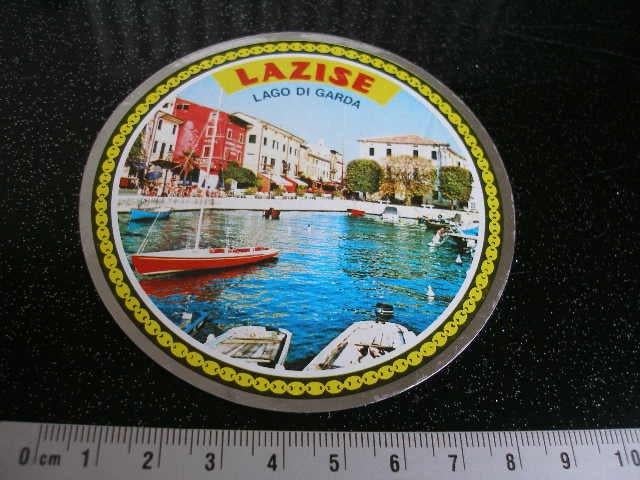 LAZISE
LAGO DI GARDA
0 cm 1 2 3 4 5 6 7 8 9 10